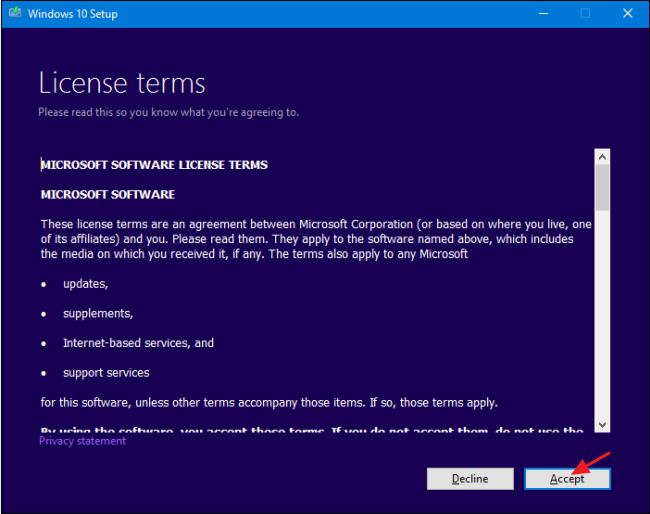 Windows 10 Setup
License terms
Please read this so you know what you're agreeing to.
MICROSOFT SOFTWARE LICENSE TERMS
MICROSOFT SOFTWARE
These license terms are an agreement between Microsoft Corporation (or based on where you live, one
of its affiliates) and you. Please read them. They apply to the software named above, which includes
the media on which you received it, if any. The terms also apply to any Microsoft
• updates,
• supplements,
• Internet-based services, and
• support services
for this software, unless other terms accompany those items. If so, those terms apply.
By using the software, you accept these terms. If you do not accept them, do not use the
Privacy statement
Decline
Accept